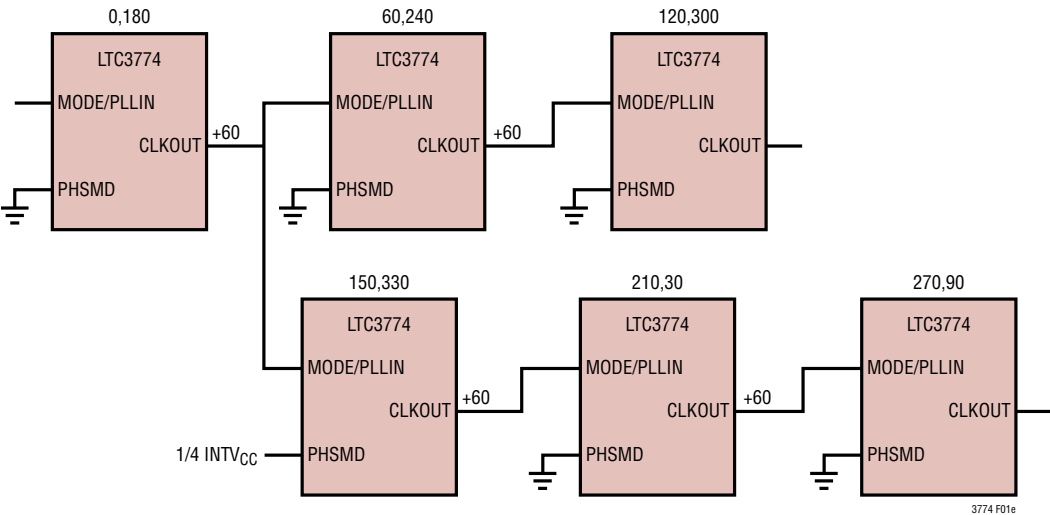 0,180
LTC3774
MODE/PLLIN
CLKOUT
+60
PHSMD
60,240
LTC3774
MODE/PLLIN
CLKOUT
+60
PHSMD
120,300
LTC3774
MODE/PLLIN
CLKOUT
PHSMD
150,330
LTC3774
MODE/PLLIN
CLKOUT
+60
1/4 INTVCC
PHSMD
210,30
LTC3774
MODE/PLLIN
CLKOUT
+60
PHSMD
270,90
LTC3774
MODE/PLLIN
CLKOUT
PHSMD
3774 F01e